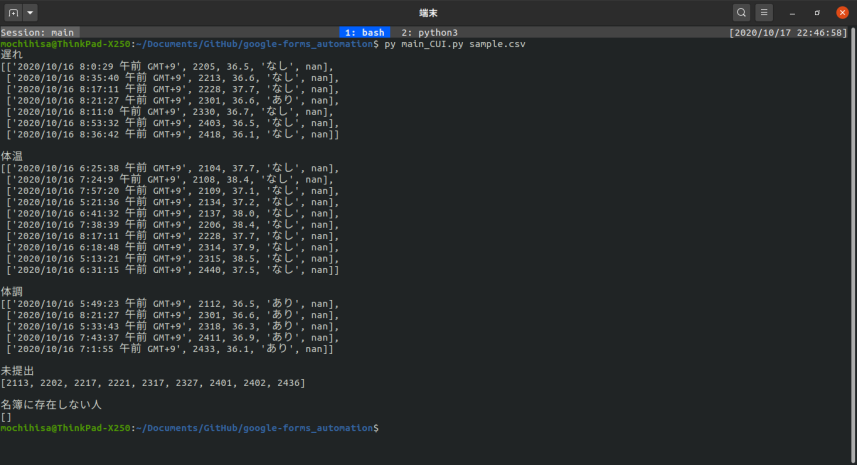 端末
Session: main 1: bash 2: python3 [2020/10/17 22:46:58]
mochihisa@ThinkPad-X250:~/Documents/GitHub/google-forms_automation$ py main_CUI.py sample.csv
遅れ
[['2020/10/16 8:0:29 午前 GMT+9', 2205, 36.5, 'なし', nan],
['2020/10/16 8:35:40 午前 GMT+9', 2213, 36.6, 'なし', nan],
['2020/10/16 8:17:11 午前 GMT+9', 2228, 37.7, 'なし', nan],
['2020/10/16 8:21:27 午前 GMT+9', 2301, 36.6, 'あり', nan],
['2020/10/16 8:11:0 午前 GMT+9', 2330, 36.7, 'なし', nan],
['2020/10/16 8:53:32 午前 GMT+9', 2403, 36.5, 'なし', nan],
['2020/10/16 8:36:42 午前 GMT+9', 2418, 36.1, 'なし', nan]]
体温
[['2020/10/16 6:25:38 午前 GMT+9', 2104, 37.7, 'なし', nan],
['2020/10/16 7:24:9 午前 GMT+9', 2108, 38.4, 'なし', nan],
['2020/10/16 7:57:20 午前 GMT+9', 2109, 37.1, 'なし', nan],
['2020/10/16 5:21:36 午前 GMT+9', 2134, 37.2, 'なし', nan],
['2020/10/16 6:41:32 午前 GMT+9', 2137, 38.0, 'なし', nan],
['2020/10/16 7:38:39 午前 GMT+9', 2206, 38.4, 'なし', nan],
['2020/10/16 8:17:11 午前 GMT+9', 2228, 37.7, 'なし', nan],
['2020/10/16 6:18:48 午前 GMT+9', 2314, 37.9, 'なし', nan],
['2020/10/16 5:13:21 午前 GMT+9', 2315, 38.5, 'なし', nan],
['2020/10/16 6:31:15 午前 GMT+9', 2440, 37.5, 'なし', nan]]
体調
[['2020/10/16 5:49:23 午前 GMT+9', 2112, 36.5, 'あり', nan],
['2020/10/16 8:21:27 午前 GMT+9', 2301, 36.6, 'あり', nan],
['2020/10/16 5:33:43 午前 GMT+9', 2318, 36.3, 'あり', nan],
['2020/10/16 7:43:37 午前 GMT+9', 2411, 36.9, 'あり', nan],
['2020/10/16 7:1:55 午前 GMT+9', 2433, 36.1, 'あり', nan]]
未提出
[2113, 2202, 2217, 2221, 2317, 2327, 2401, 2402, 2436]
名簿に存在しない人
[]
mochihisa@ThinkPad-X250:~/Documents/GitHub/google-forms_automation$